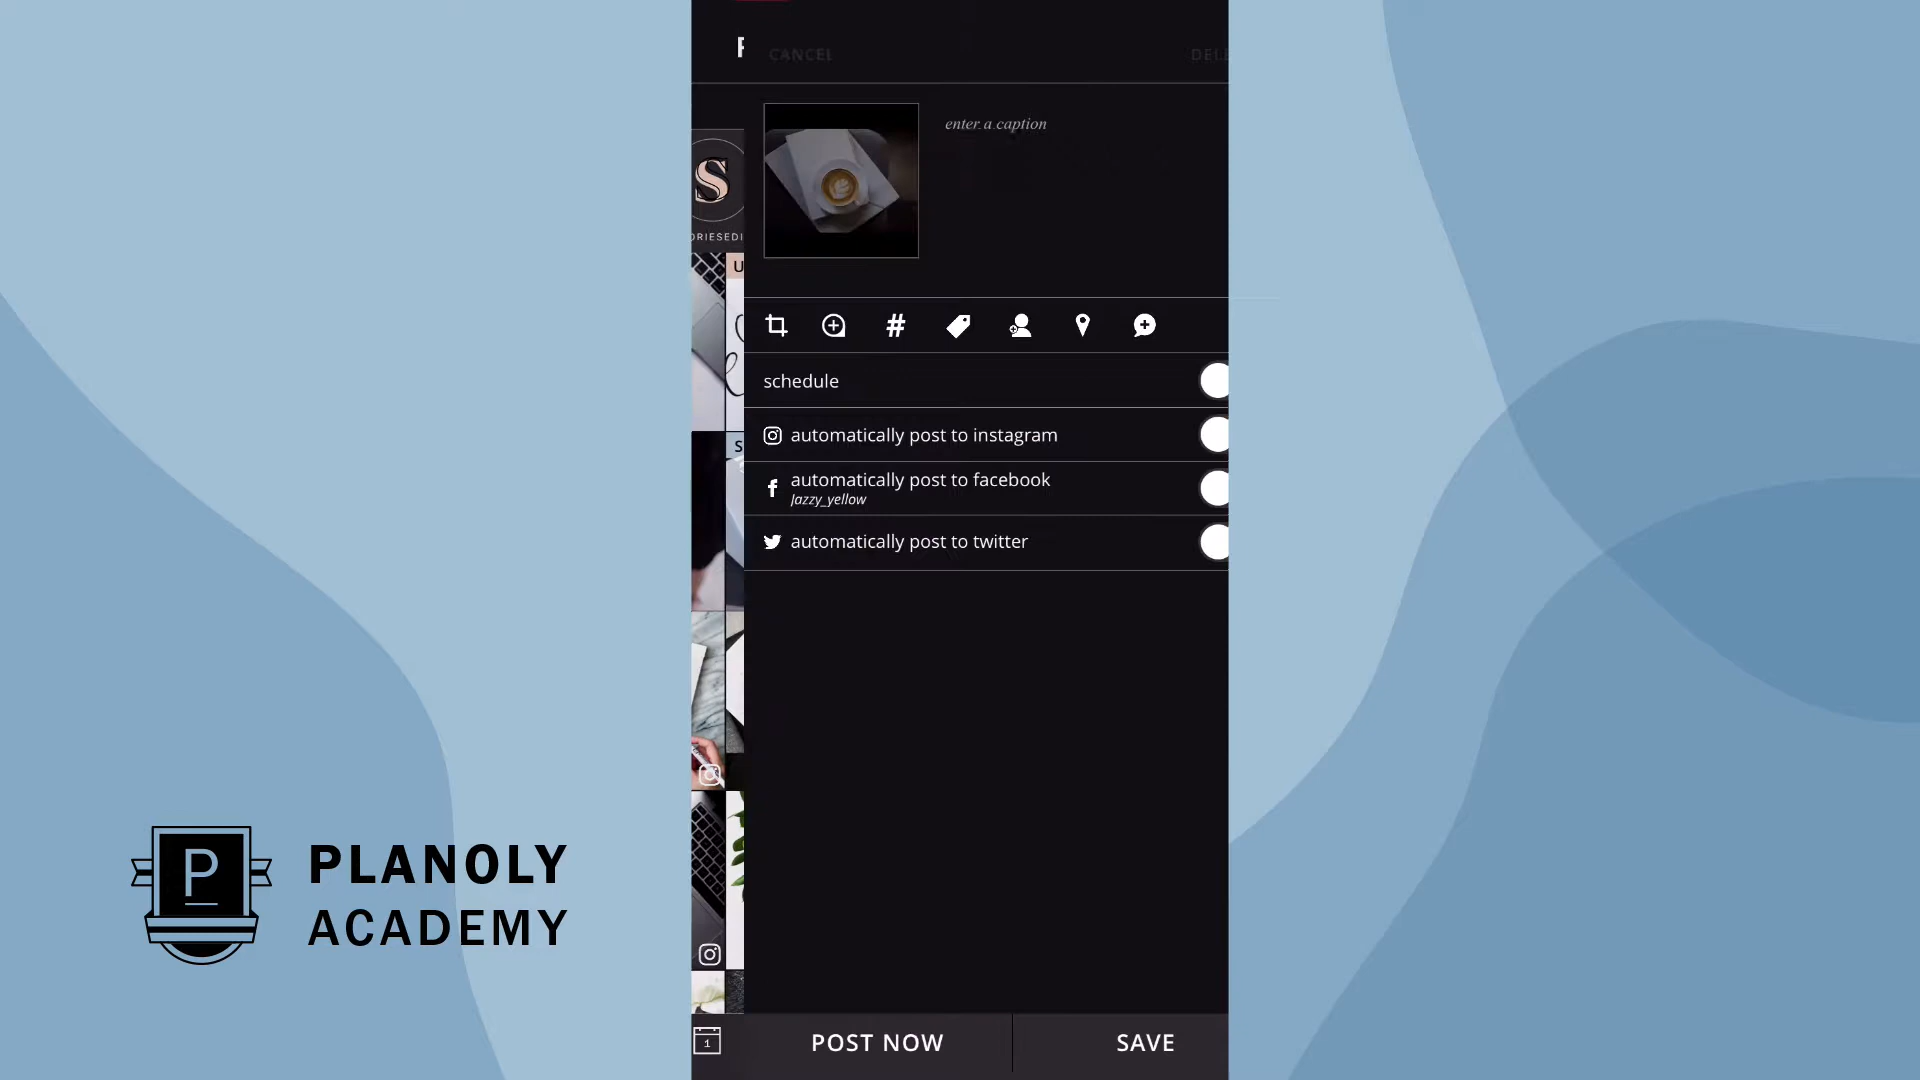 CANCEL
enter a caption
S
U
S
#
schedule
automatically post to instagram
automatically post to facebook
Jazzy_yellow
automatically post to twitter
1
POST NOW
SAVE
P
PLANOLY
ACADEMY